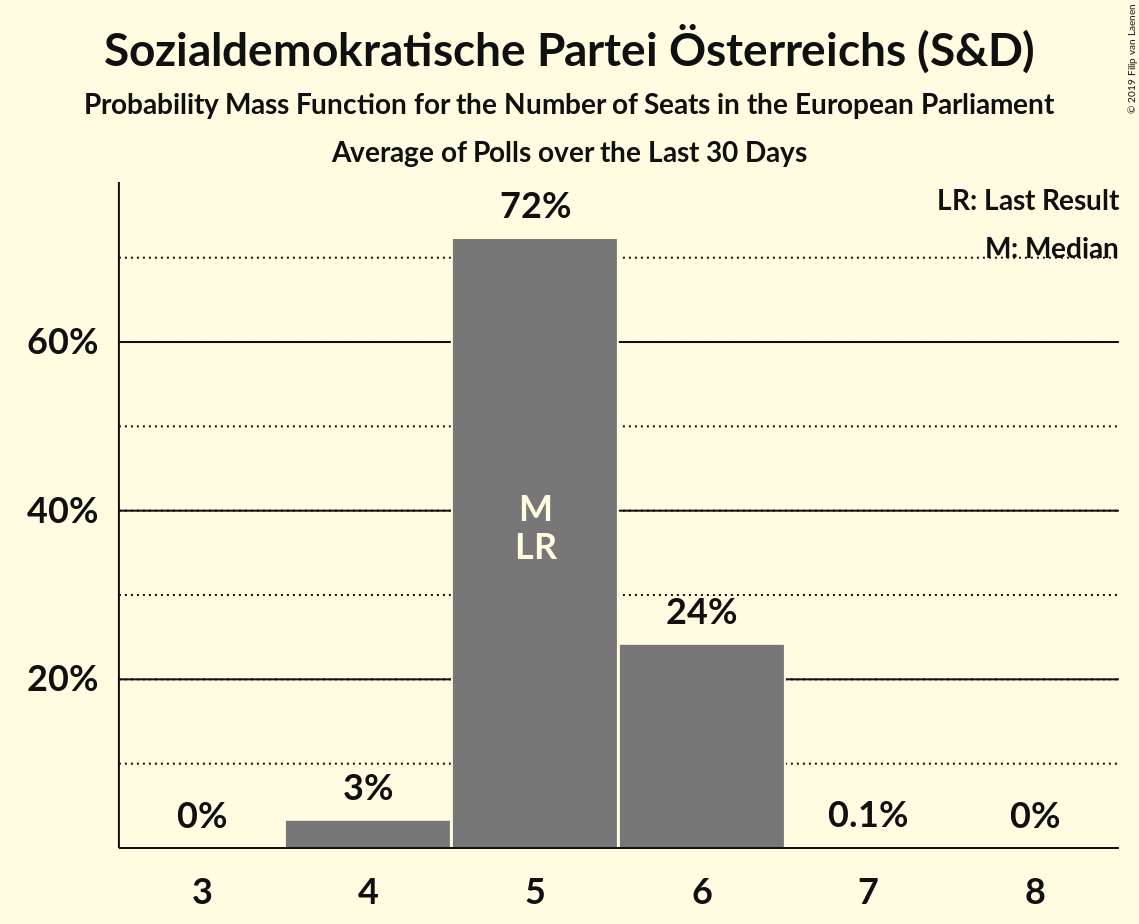 Sozialdemokratische Partei Österreichs (S&D)
Probability Mass Function for the Number of Seats in the European Parliament
Average of Polls over the Last 30 Days
© 2019 Filip van Laenen
LR: Last Result
M: Median
72%
60%
40%
20%
M
LR
24%
3%
0%
0.1%
0%
3 4 5 6 7 8